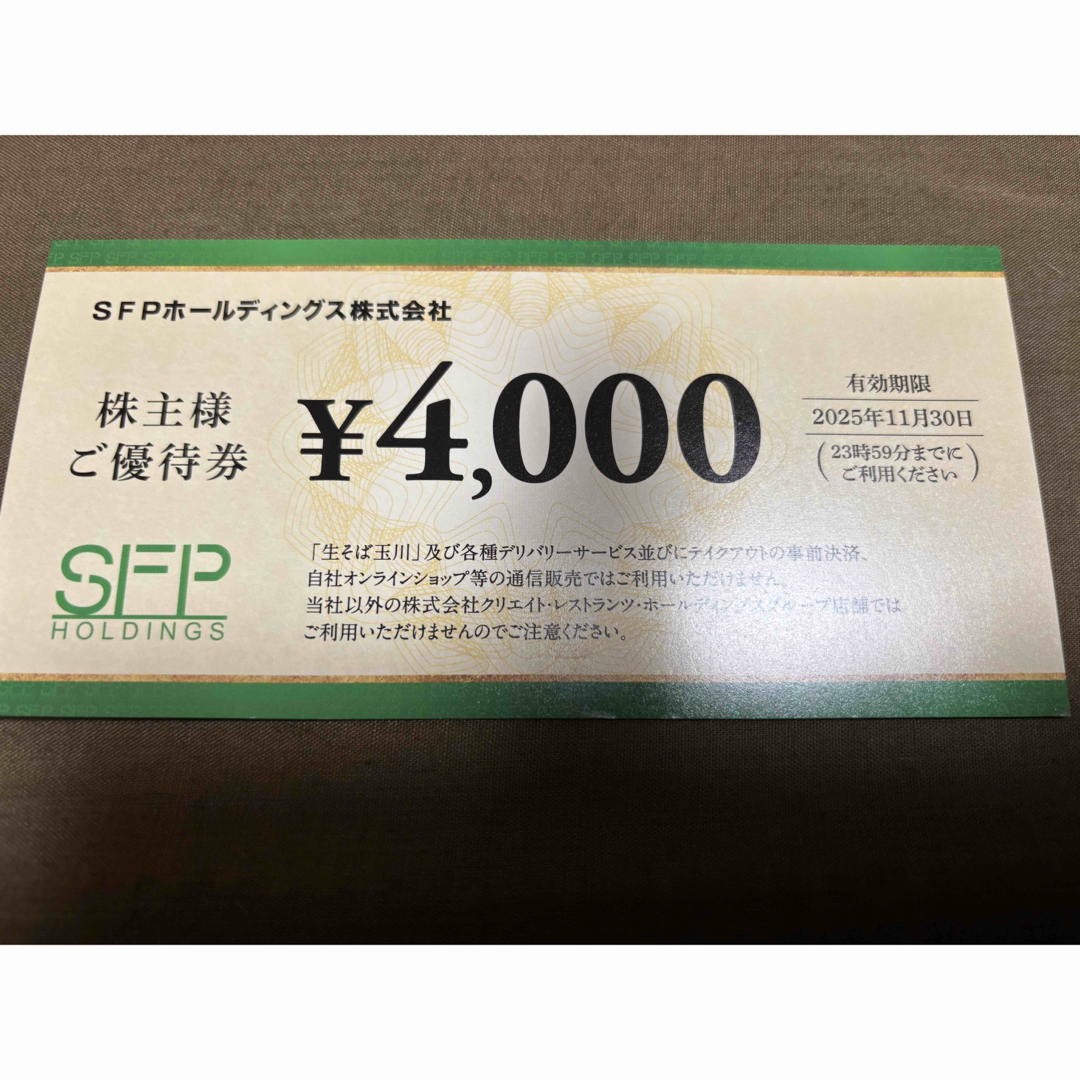 SFPホールディングス株式会社
株主様
ご優待券
¥4,000
有効期限
2025年11月30日
(23時59分までに
ご利用ください)
「生そば玉川」及び各種デリバリーサービス並びにテイクアウトの事前決済、
自社オンラインショップ等の通信販売ではご利用いただけません。
当社以外の株式会社クリエイト・レストランツ・ホールディングスグループ店舗では
ご利用いただけませんのでご注意ください。
SFP
HOLDINGS